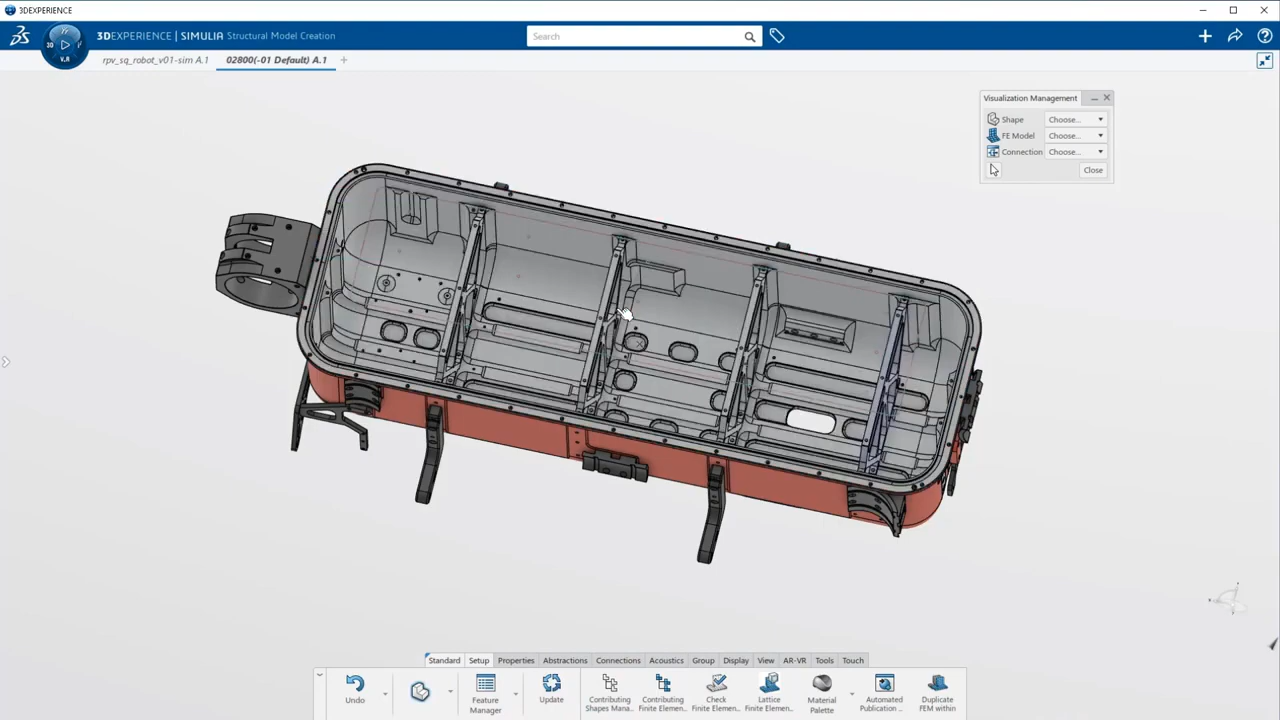 3DEXPERIENCE
3DEXPERIENCE | SIMULIA Structural Model Creation
Search
3D
V.R
rpv_sq_robot_v01-sim A.1
02800(-01 Default) A.1
Visualization Management
Shape Choose...
FE Model Choose...
Connection Choose...
Close
Standard Setup Properties Abstractions Connections Acoustics Group Display View AR-VR Tools Touch
Undo
Feature Manager
Update
Contributing Shapes Mana...
Contributing Finite Elemen...
Check Finite Elemen...
Lattice Finite Elemen...
Material Palette
Automated Publication ...
Duplicate FEM within